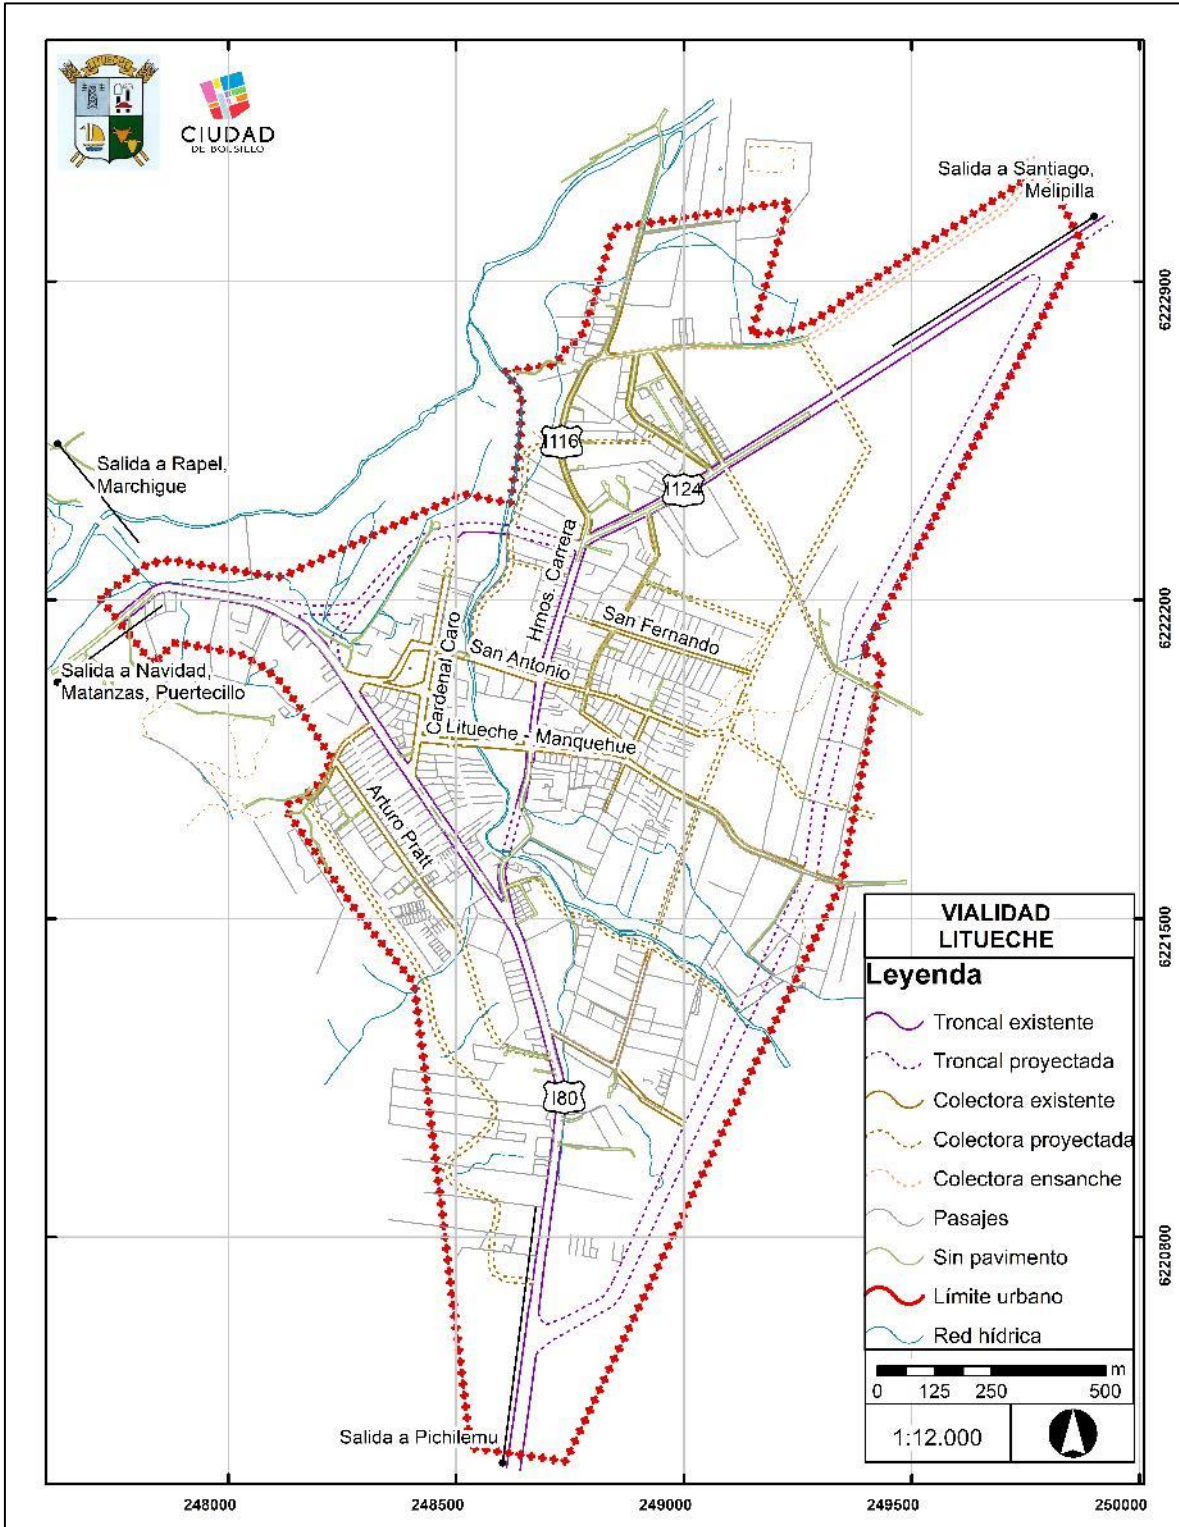 LITUECHE
CIUDAD
DE BOLSILLO
Salida a Santiago,
Melipilla
6222900
I116
Salida a Rapel,
Marchigue
I124
Hmos. Carrera
6222200
San Fernando
Cardenal Caro
San Antonio
Salida a Navidad,
Matanzas, Puertecillo
Litueche - Manquehue
Arturo Pratt
6221500
VIALIDAD
LITUECHE
Leyenda
Troncal existente
Troncal proyectada
Colectora existente
Colectora proyectada
Colectora ensanche
Pasajes
Sin pavimento
Límite urbano
Red hídrica
I80
6220800
m
0 125 250 500
1:12.000
Salida a Pichilemu
248000 248500 249000 249500 250000